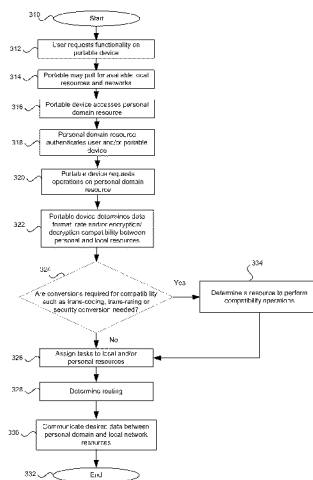 310
Start
312
User requests functionality on
portable device
314
Portable may poll for available local
resources and networks
316
Portable device accesses personal
domain resource
318
Personal domain resource
authenticates user and/or portable
device
320
Portable device requests
operations on personal domain
resource
322
Portable device determines data
format, rate and/or encryption/
decryption compatibility between
personal and local resources
324
Are conversions required for compatibility
such as trans-coding, trans-rating or
security conversion needed?
Yes
334
Determine a resource to perform
compatibility operations
No
326
Assign tasks to local and/or
personal resources
328
Determine routing
330
Communicate desired data between
personal domain and local network
resources
332
End